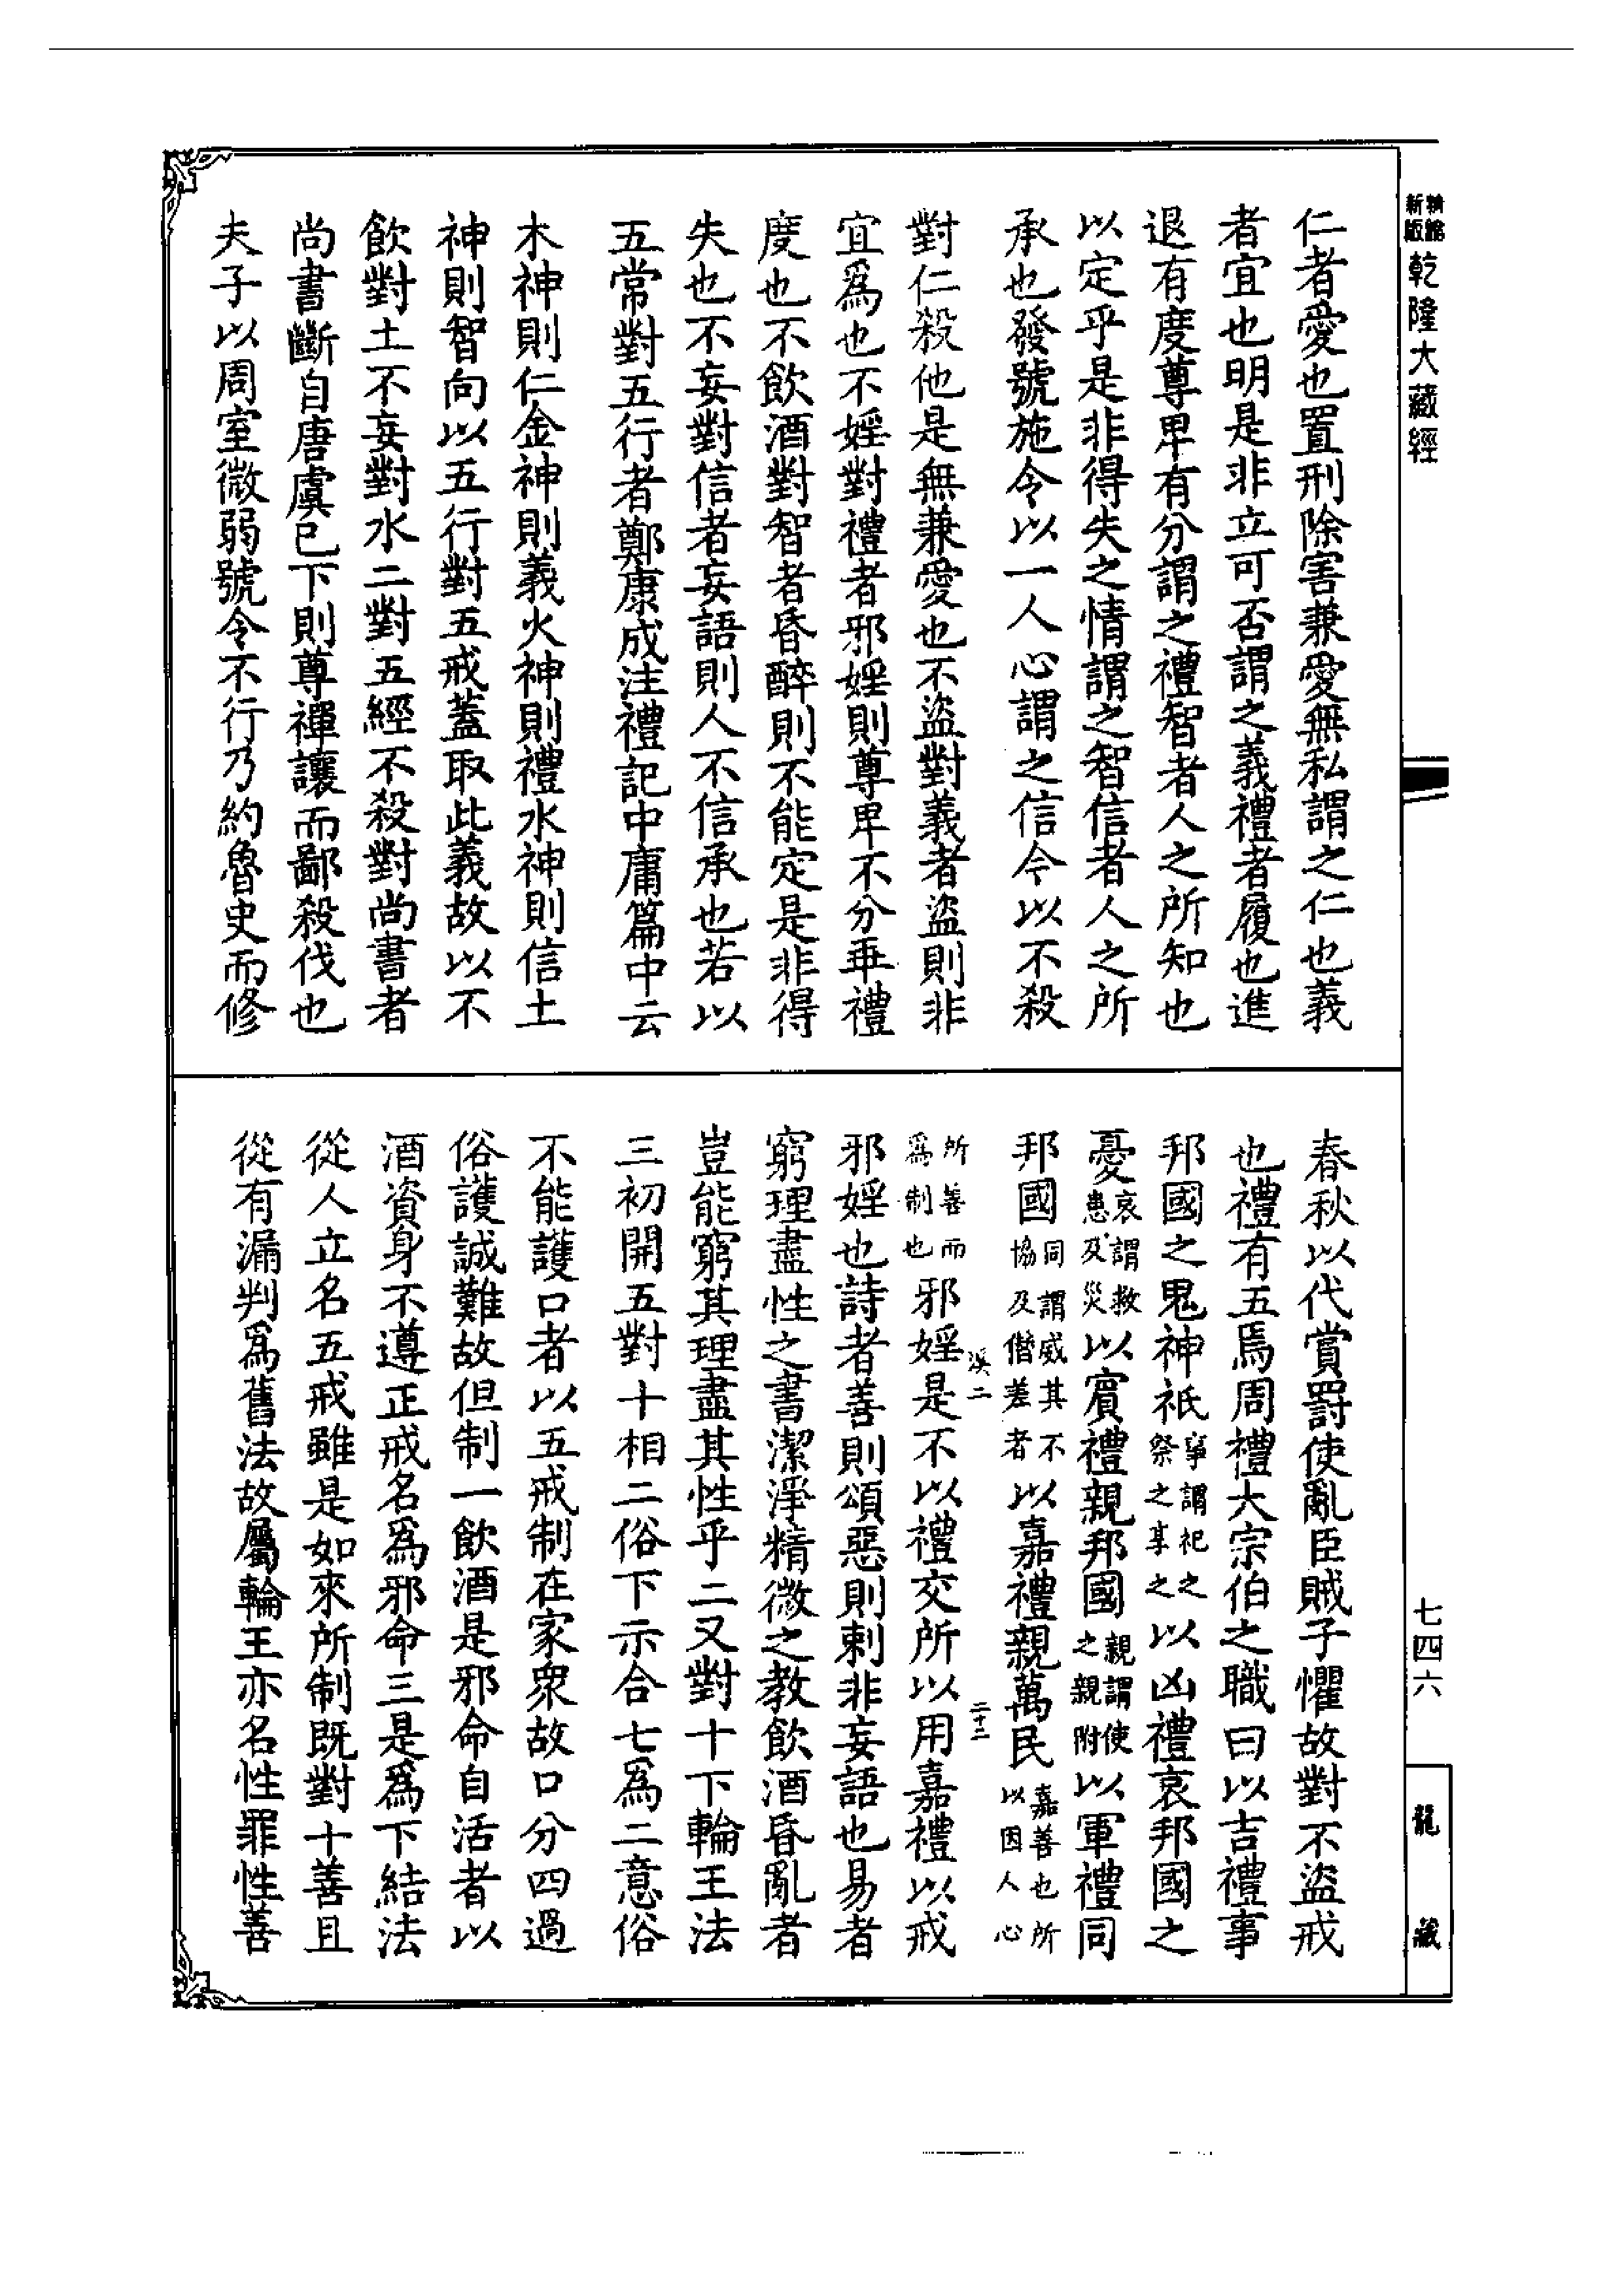 新編縮版 乾隆大藏經
仁者愛也置刑除害兼愛無私謂之仁也義
者宜也明是非立可否謂之義禮者履也進
退有度尊卑有分謂之禮智者人之所知也
以定乎是非得失之情謂之智信者人之所
承也發號施令以一人心謂之信今以不殺
對仁殺他是無兼愛也不盜對義者盜則非
宜爲也不婬對禮者邪婬則尊卑不分乖禮
度也不飲酒對智者昏醉則不能定是非得
失也不妄對信者妄語則人不信承也若以
五常對五行者鄭康成注禮記中庸篇中云
木神則仁金神則義火神則禮水神則信土
神則智向以五行對五戒蓋取此義故以不
飲對土不妄對水二對五經不殺對尚書者
尚書斷自唐虞已下則尊禪讓而鄙殺伐也
夫子以周室微弱號令不行乃約魯史而修
春秋以代賞罰使亂臣賊子懼故對不盜戒
也禮有五焉周禮大宗伯之職曰以吉禮事
邦國之鬼神祇事謂祀之祭之享之以凶禮哀邦國之
憂哀謂救患及災以賓禮親邦國親謂使之親附以軍禮同
邦國同謂威其不協及僭差者以嘉禮親萬民嘉善也所以因人心
所善而爲制也邪婬是不以禮交所以用嘉禮以戒
溪二
二十二
邪婬也詩者善則頌惡則刺非妄語也易者
窮理盡性之書潔淨精微之教飲酒昏亂者
豈能窮其理盡其性乎二又對十下輪王法
三初開五對十相二俗下示合七爲二意俗
不能護口者以五戒制在家衆故口分四過
俗護誠難故但制一飲酒是邪命自活者以
酒資身不遵正戒名爲邪命三是爲下結法
從人立名五戒雖是如來所制既對十善且
從有漏判爲舊法故屬輪王亦名性罪性善
七四六
龍藏